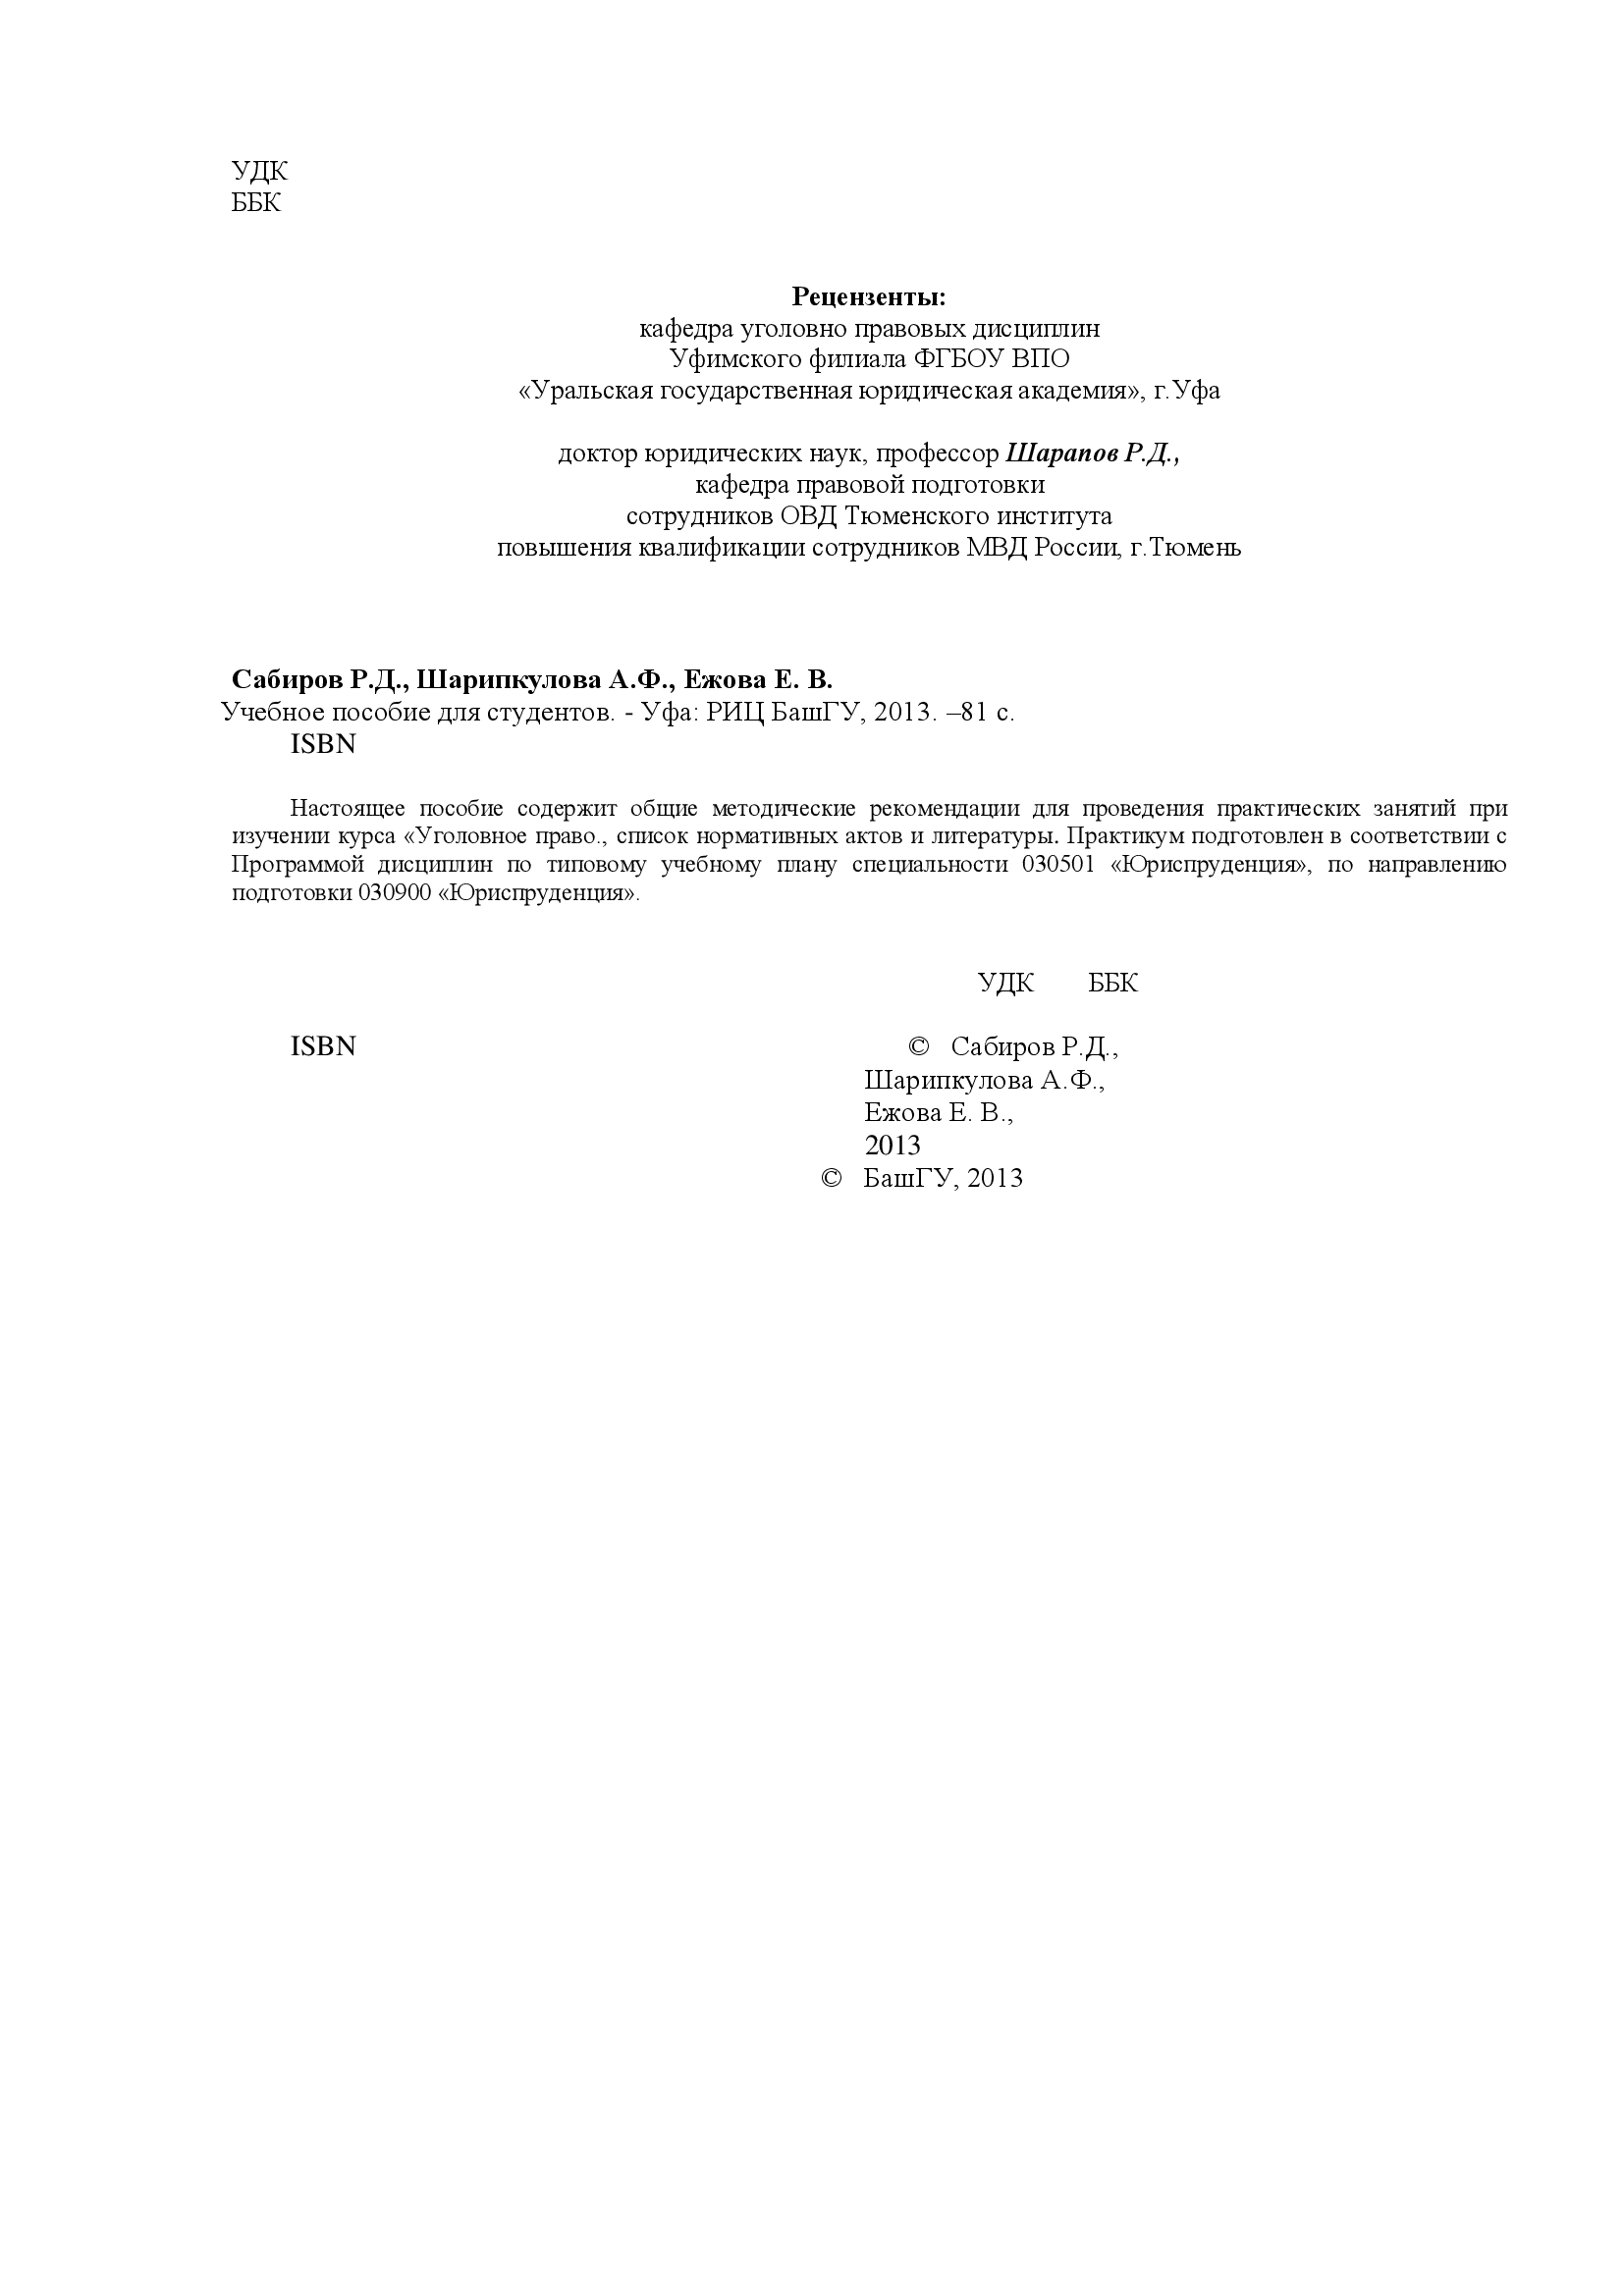 УДК
ББК
Рецензенты:
кафедра уголовно правовых дисциплин
Уфимского филиала ФГБОУ ВПО
«Уральская государственная юридическая академия», г.Уфа
доктор юридических наук, профессор Шарапов Р.Д.,
кафедра правовой подготовки
сотрудников ОВД Тюменского института
повышения квалификации сотрудников МВД России, г.Тюмень
Сабиров Р.Д., Шарипкулова А.Ф., Ежова Е. В.
Учебное пособие для студентов. - Уфа: РИЦ БашГУ, 2013. –81 с.
ISBN
Настоящее пособие содержит общие методические рекомендации для проведения практических занятий при
изучении курса «Уголовное право., список нормативных актов и литературы. Практикум подготовлен в соответствии с
Программой дисциплин по типовому учебному плану специальности 030501 «Юриспруденция», по направлению
подготовки 030900 «Юриспруденция».
УДК ББК
ISBN © Сабиров Р.Д.,
Шарипкулова А.Ф.,
Ежова Е. В.,
2013
© БашГУ, 2013